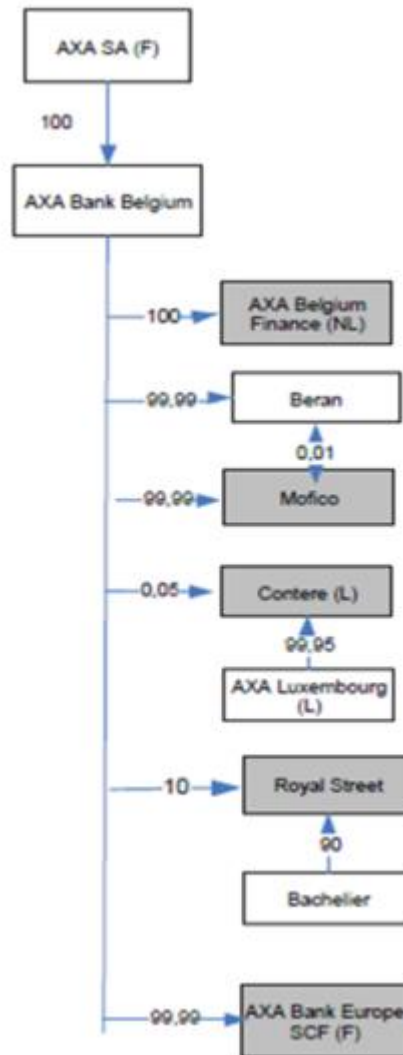 AXA SA (F)
100
AXA Bank Belgium
100
AXA Belgium
Finance (NL)
99,99
Beran
0,01
99,99
Mofico
0,05
Contere (L)
99,95
AXA Luxembourg
(L)
10
Royal Street
90
Bachelier
99,99
AXA Bank Europe
SCF (F)